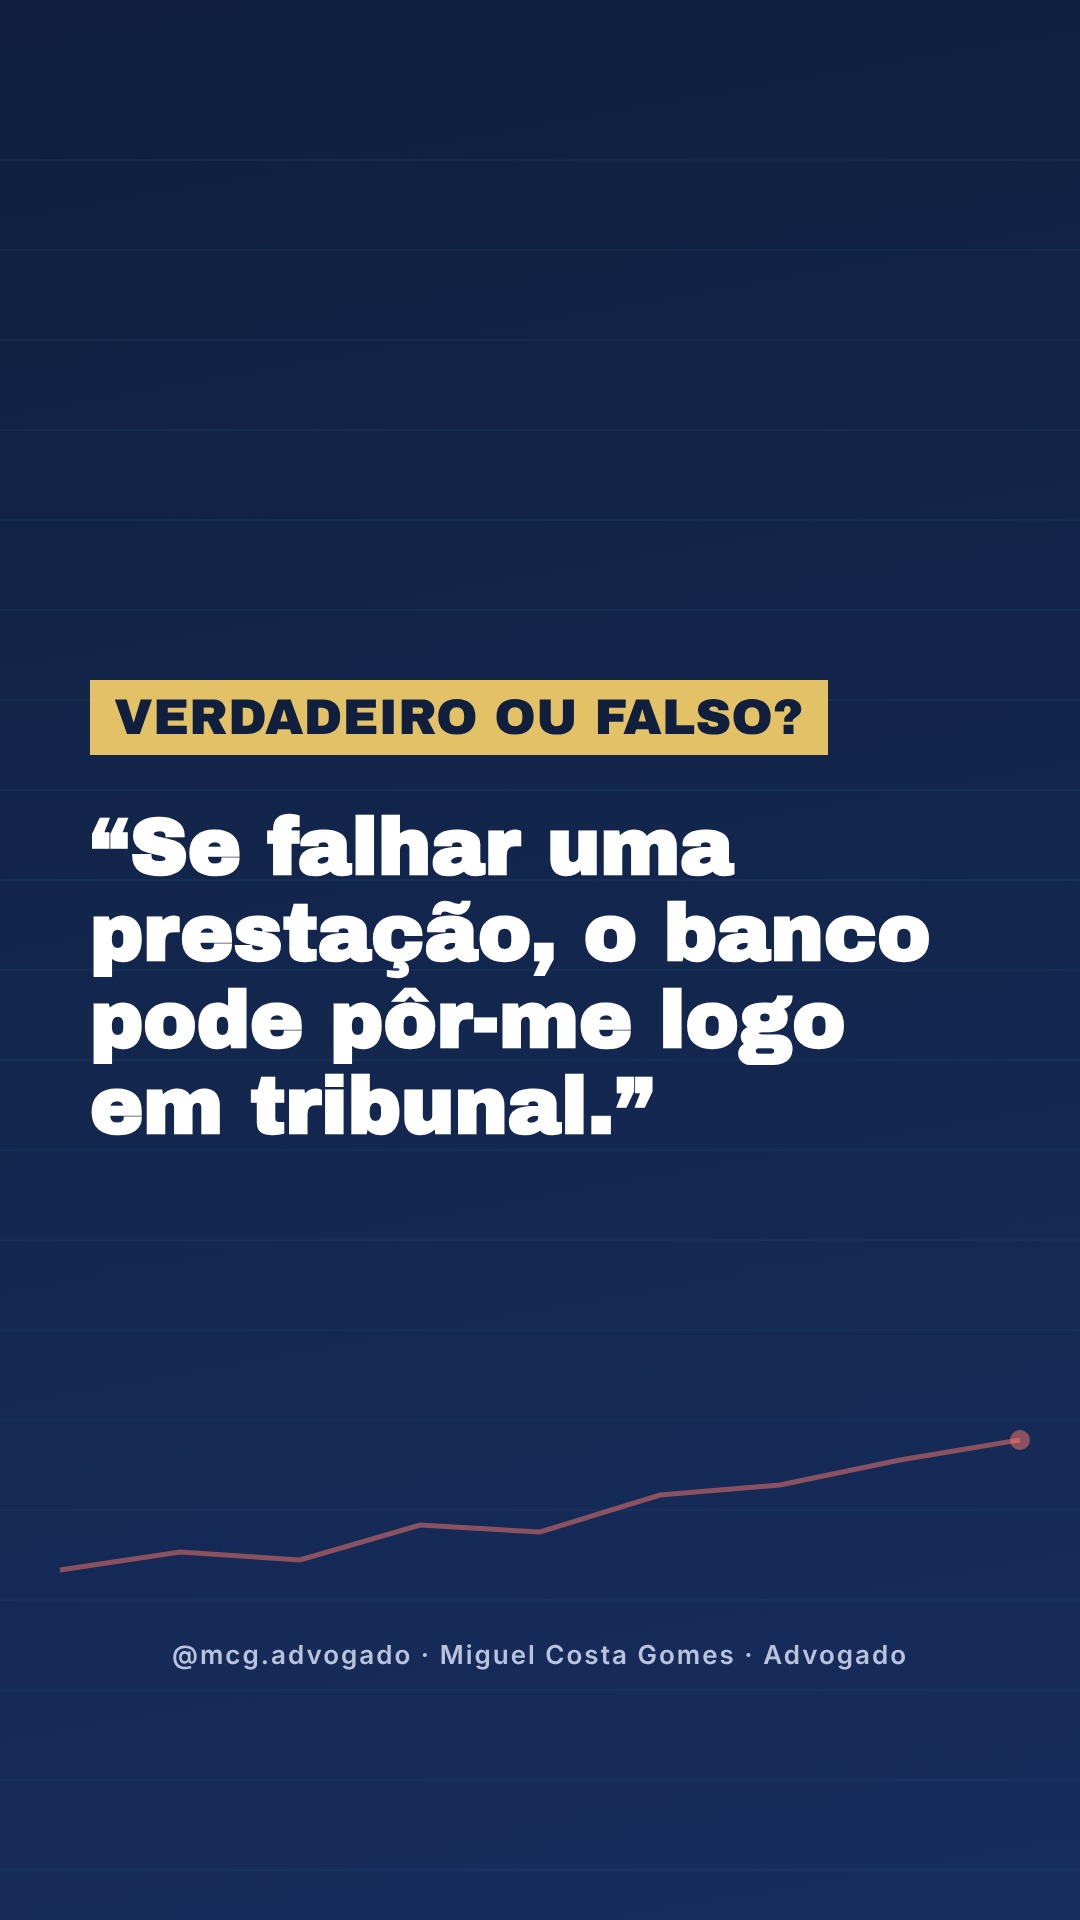 VERDADEIRO OU FALSO?
“Se falhar uma
prestação, o banco
pode pôr-me logo
em tribunal.”
@mcg.advogado · Miguel Costa Gomes · Advogado